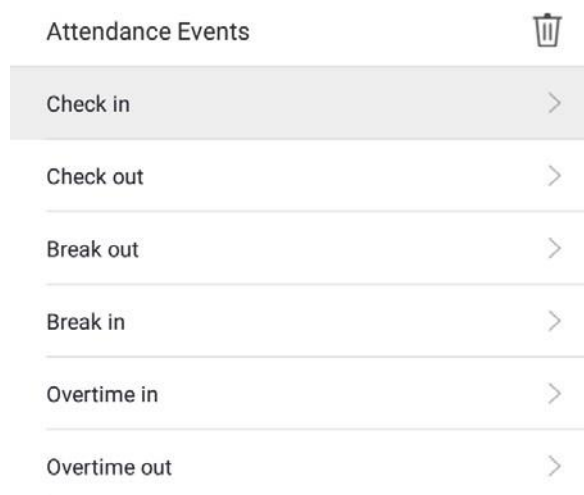 Attendance Events
Check in
Check out
Break out
Break in
Overtime in
Overtime out